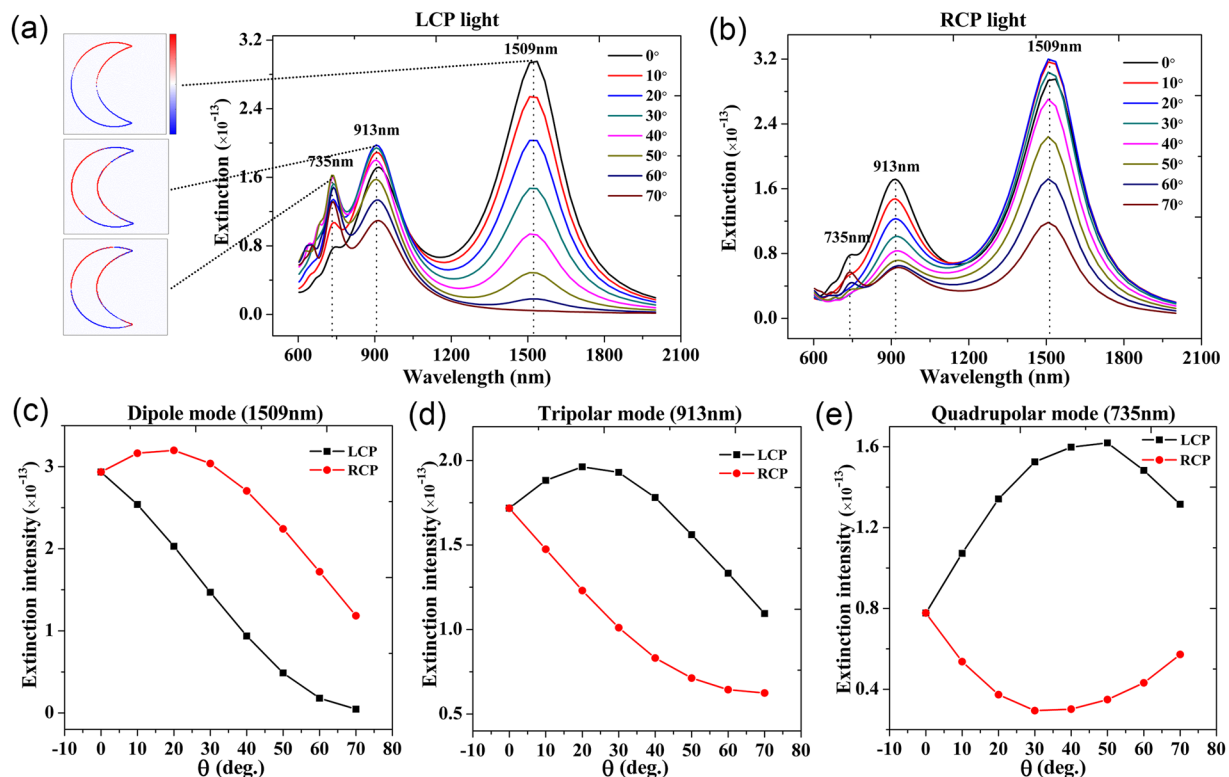 (a)
LCP light
Extinction (×10-13)
3.2
2.4
1.6
0.8
0.0
735nm
913nm
1509nm
0°
10°
20°
30°
40°
50°
60°
70°
600 900 1200 1500 1800 2100
Wavelength (nm)
(b)
RCP light
Extinction (×10-13)
3.2
2.4
1.6
0.8
0.0
735nm
913nm
1509nm
0°
10°
20°
30°
40°
50°
60°
70°
600 900 1200 1500 1800 2100
Wavelength (nm)
(c)
Dipole mode (1509nm)
Extinction intensity (×10-13)
3
2
1
0
LCP
RCP
-10 0 10 20 30 40 50 60 70 80
θ (deg.)
(d)
Tripolar mode (913nm)
Extinction intensity (×10-13)
2.0
1.5
1.0
0.5
LCP
RCP
-10 0 10 20 30 40 50 60 70 80
θ (deg.)
(e)
Quadrupolar mode (735nm)
Extinction intensity (×10-13)
1.6
1.2
0.8
0.4
LCP
RCP
-10 0 10 20 30 40 50 60 70 80
θ (deg.)